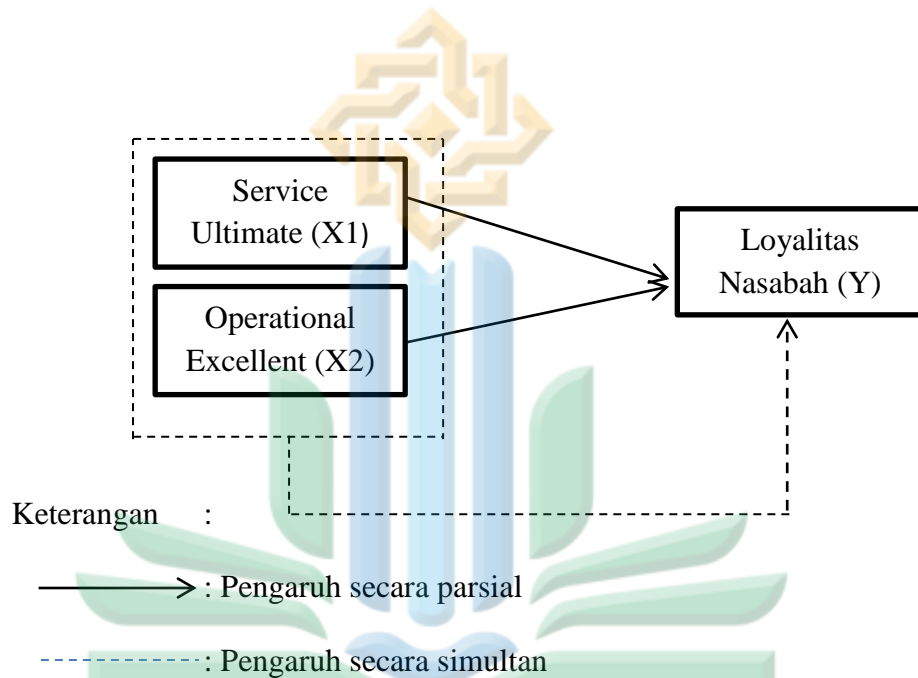 Service
Ultimate (X1)
Loyalitas
Nasabah (Y)
Operational
Excellent (X2)
Keterangan :
: Pengaruh secara parsial
: Pengaruh secara simultan